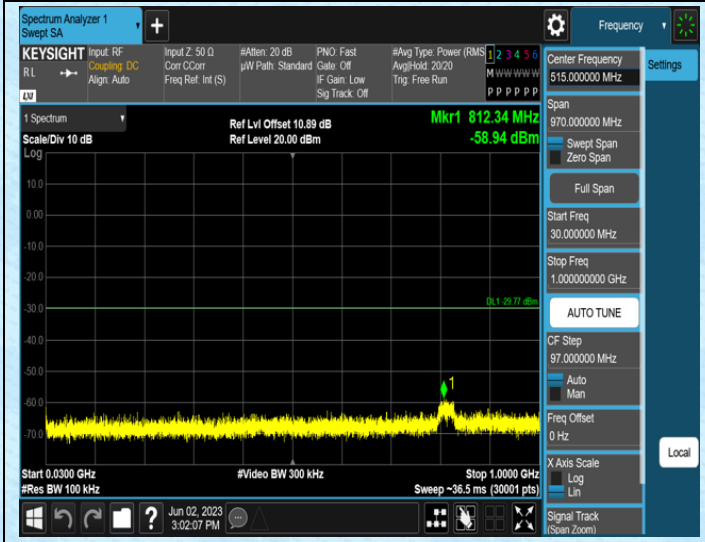 Spectrum Analyzer 1
Swept SA
+
Frequency
KEYSIGHT
RL
LXI
Input: RF
Coupling: DC
Align: Auto
Input Z: 50 Ω
Corr CCorr
Freq Ref: Int (S)
#Atten: 20 dB
µW Path: Standard
PNO: Fast
Gate: Off
IF Gain: Low
Sig Track: Off
#Avg Type: Power (RMS
Avg|Hold: 20/20
Trig: Free Run
1 2 3 4 5 6
M W W W W W
P P P P P P
1 Spectrum
Scale/Div 10 dB
Log
Ref Lvl Offset 10.89 dB
Ref Level 20.00 dBm
Mkr1 812.34 MHz
-58.94 dBm
10.0
0.00
-10.0
-20.0
-30.0
-40.0
-50.0
-60.0
-70.0
DL1 -29.77 dBm
1
Start 0.0300 GHz
#Res BW 100 kHz
#Video BW 300 kHz
Stop 1.0000 GHz
Sweep ~36.5 ms (30001 pts)
?
Jun 02, 2023
3:02:07 PM
Center Frequency
515.000000 MHz
Span
970.000000 MHz
Swept Span
Zero Span
Full Span
Start Freq
30.000000 MHz
Stop Freq
1.000000000 GHz
AUTO TUNE
CF Step
97.000000 MHz
Auto
Man
Freq Offset
0 Hz
X Axis Scale
Log
Lin
Signal Track
(Span Zoom)
Settings
Local